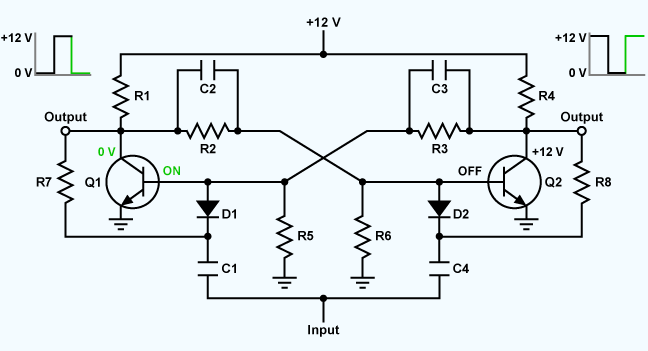 +12 V
+12 V
0 V
+12 V
0 V
C2
C3
R1
R4
Output
Output
R2
R3
0 V
+12 V
R7
Q1
ON
OFF
Q2
R8
D1
D2
R5
R6
C1
C4
Input